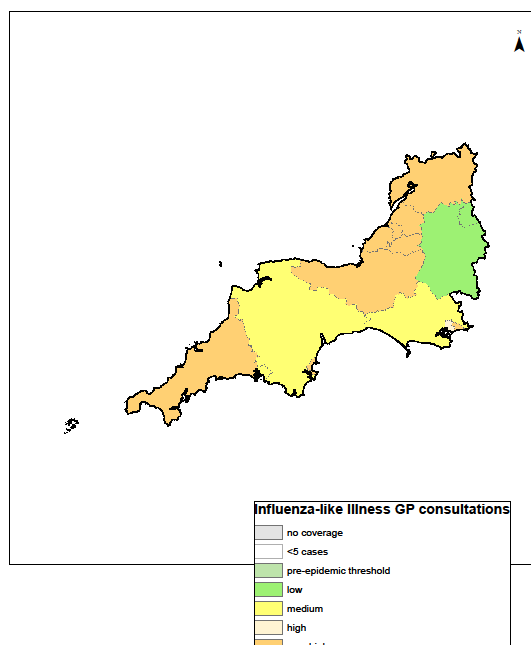 N
Influenza-like Illness GP consultations
no coverage
<5 cases
pre-epidemic threshold
low
medium
high